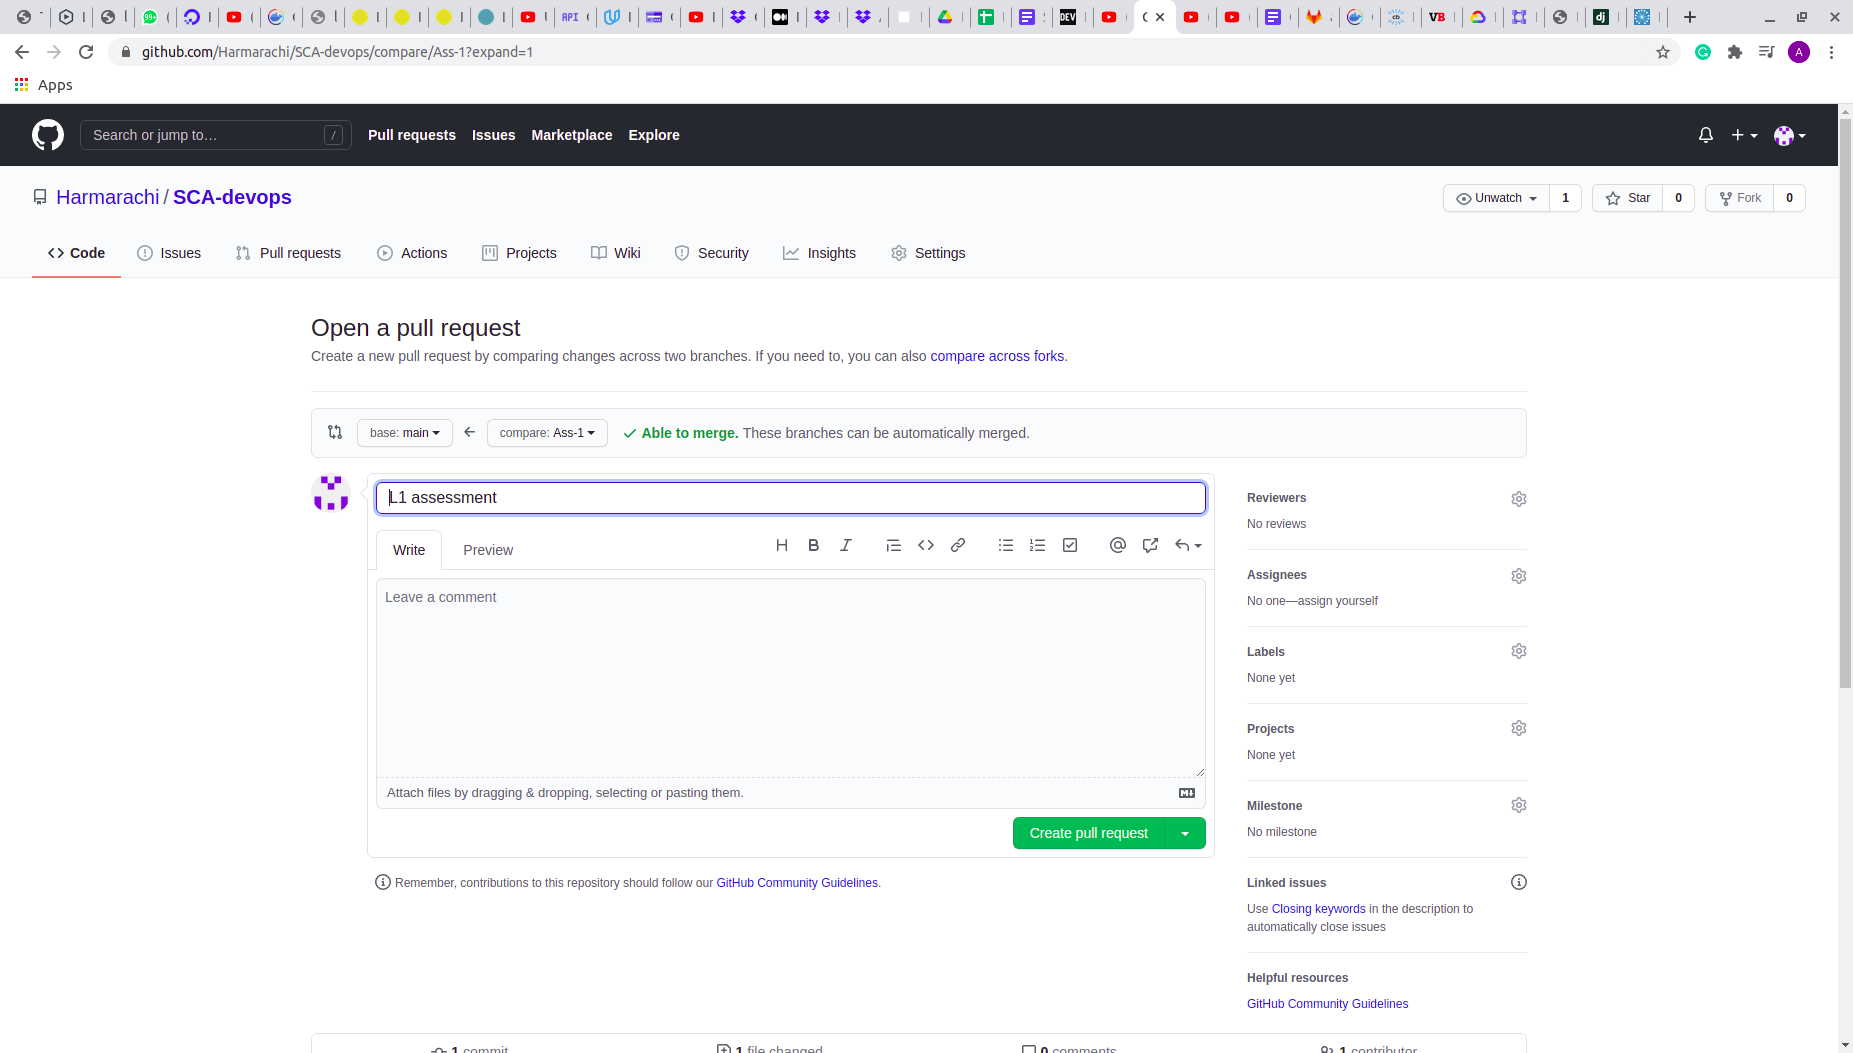 github.com/Harmarachi/SCA-devops/compare/Ass-1?expand=1
A
Apps
Search or jump to…
/
Pull requests
Issues
Marketplace
Explore
Harmarachi / SCA-devops
Unwatch
1
Star
0
Fork
0
Code
Issues
Pull requests
Actions
Projects
Wiki
Security
Insights
Settings
Open a pull request
Create a new pull request by comparing changes across two branches. If you need to, you can also compare across forks.
base: main
compare: Ass-1
Able to merge. These branches can be automatically merged.
L1 assessment
Write
Preview
Leave a comment
Attach files by dragging & dropping, selecting or pasting them.
Create pull request
Remember, contributions to this repository should follow our GitHub Community Guidelines.
Reviewers
No reviews
Assignees
No one—assign yourself
Labels
None yet
Projects
None yet
Milestone
No milestone
Linked issues
Use Closing keywords in the description to
automatically close issues
Helpful resources
GitHub Community Guidelines
1 commit
1 file changed
0 comments
1 contributor